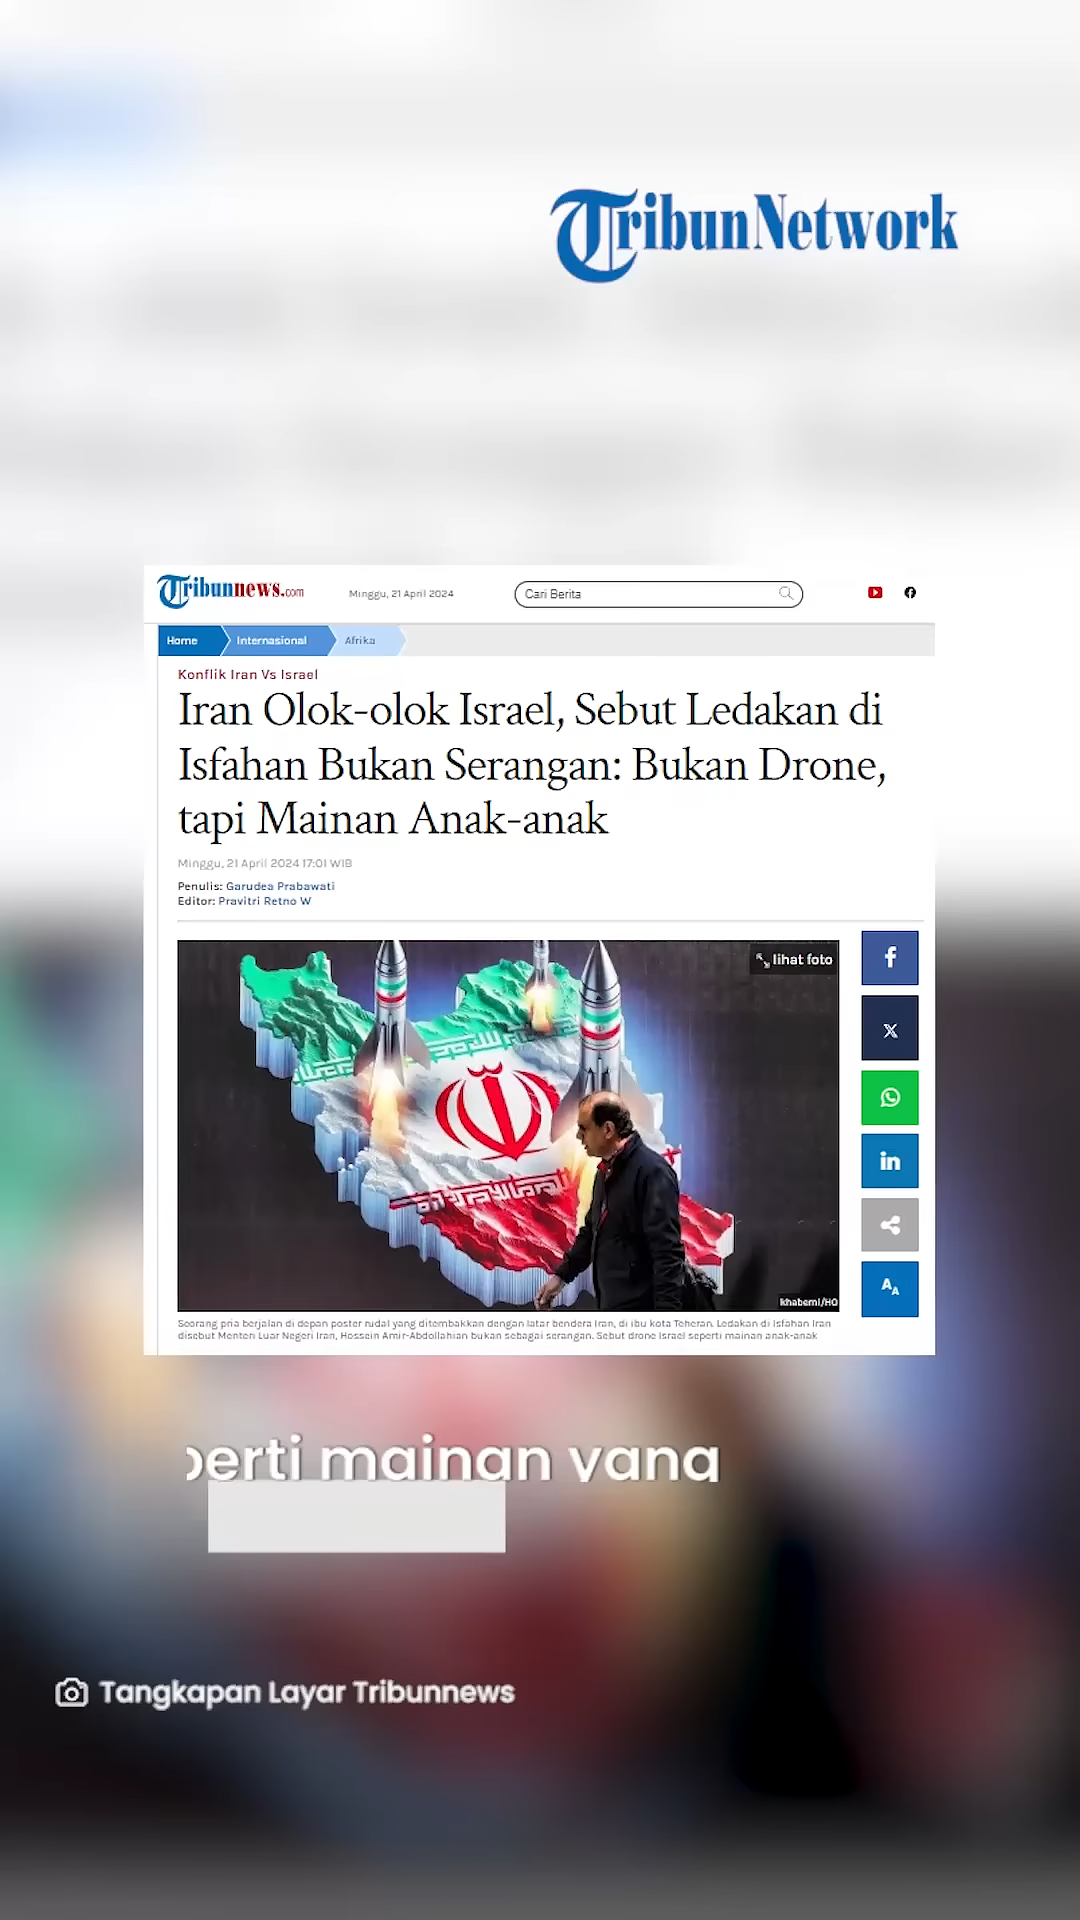 TribunNetwork
Tribunnews.com
Minggu, 21 April 2024
Cari Berita
Home
Internasional
Afrika
Konflik Iran Vs Israel
Iran Olok-olok Israel, Sebut Ledakan di
Isfahan Bukan Serangan: Bukan Drone,
tapi Mainan Anak-anak
Minggu, 21 April 2024 17:01 WIB
Penulis: Garudea Prabawati
Editor: Pravitri Retno W
lihat foto
khabernl/HO
Seorang pria berjalan di depan poster rudal yang ditembakkan dengan latar bendera Iran, di ibu kota Teheran. Ledakan di Isfahan Iran
disebut Menteri Luar Negeri Iran, Hossein Amir-Abdollahian bukan sebagai serangan. Sebut drone Israel seperti mainan anak-anak
perti mainan yang
Tangkapan Layar Tribunnews